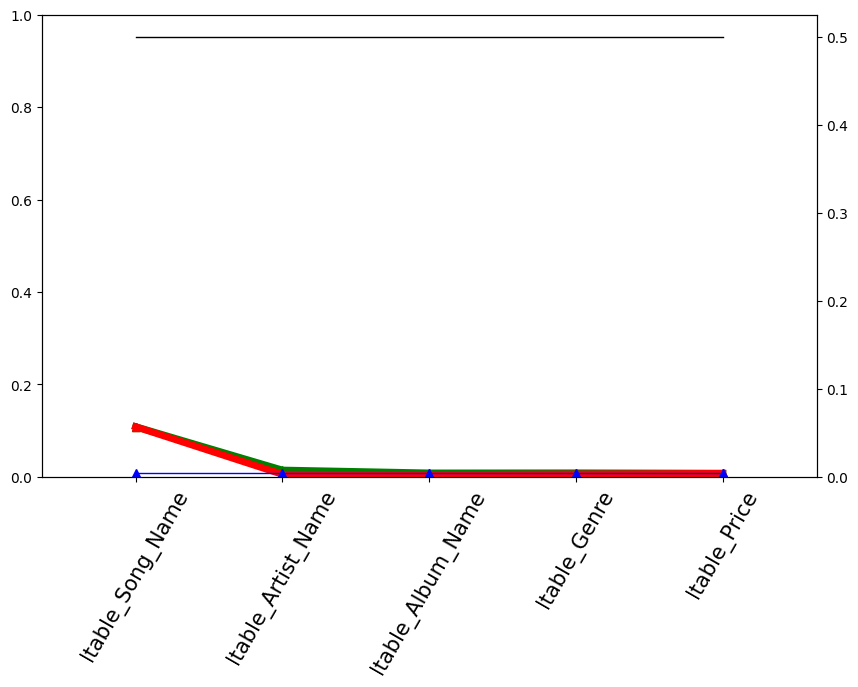 1.0
0.8
0.6
0.4
0.2
0.0
0.5
0.4
0.3
0.2
0.1
0.0
ltable_Song_Name
ltable_Artist_Name
ltable_Album_Name
ltable_Genre
ltable_Price